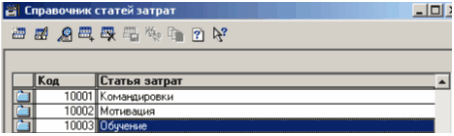 Справочник статей затрат
Код Статья затрат
10001 Командировки
10002 Мотивация
10003 Обучение